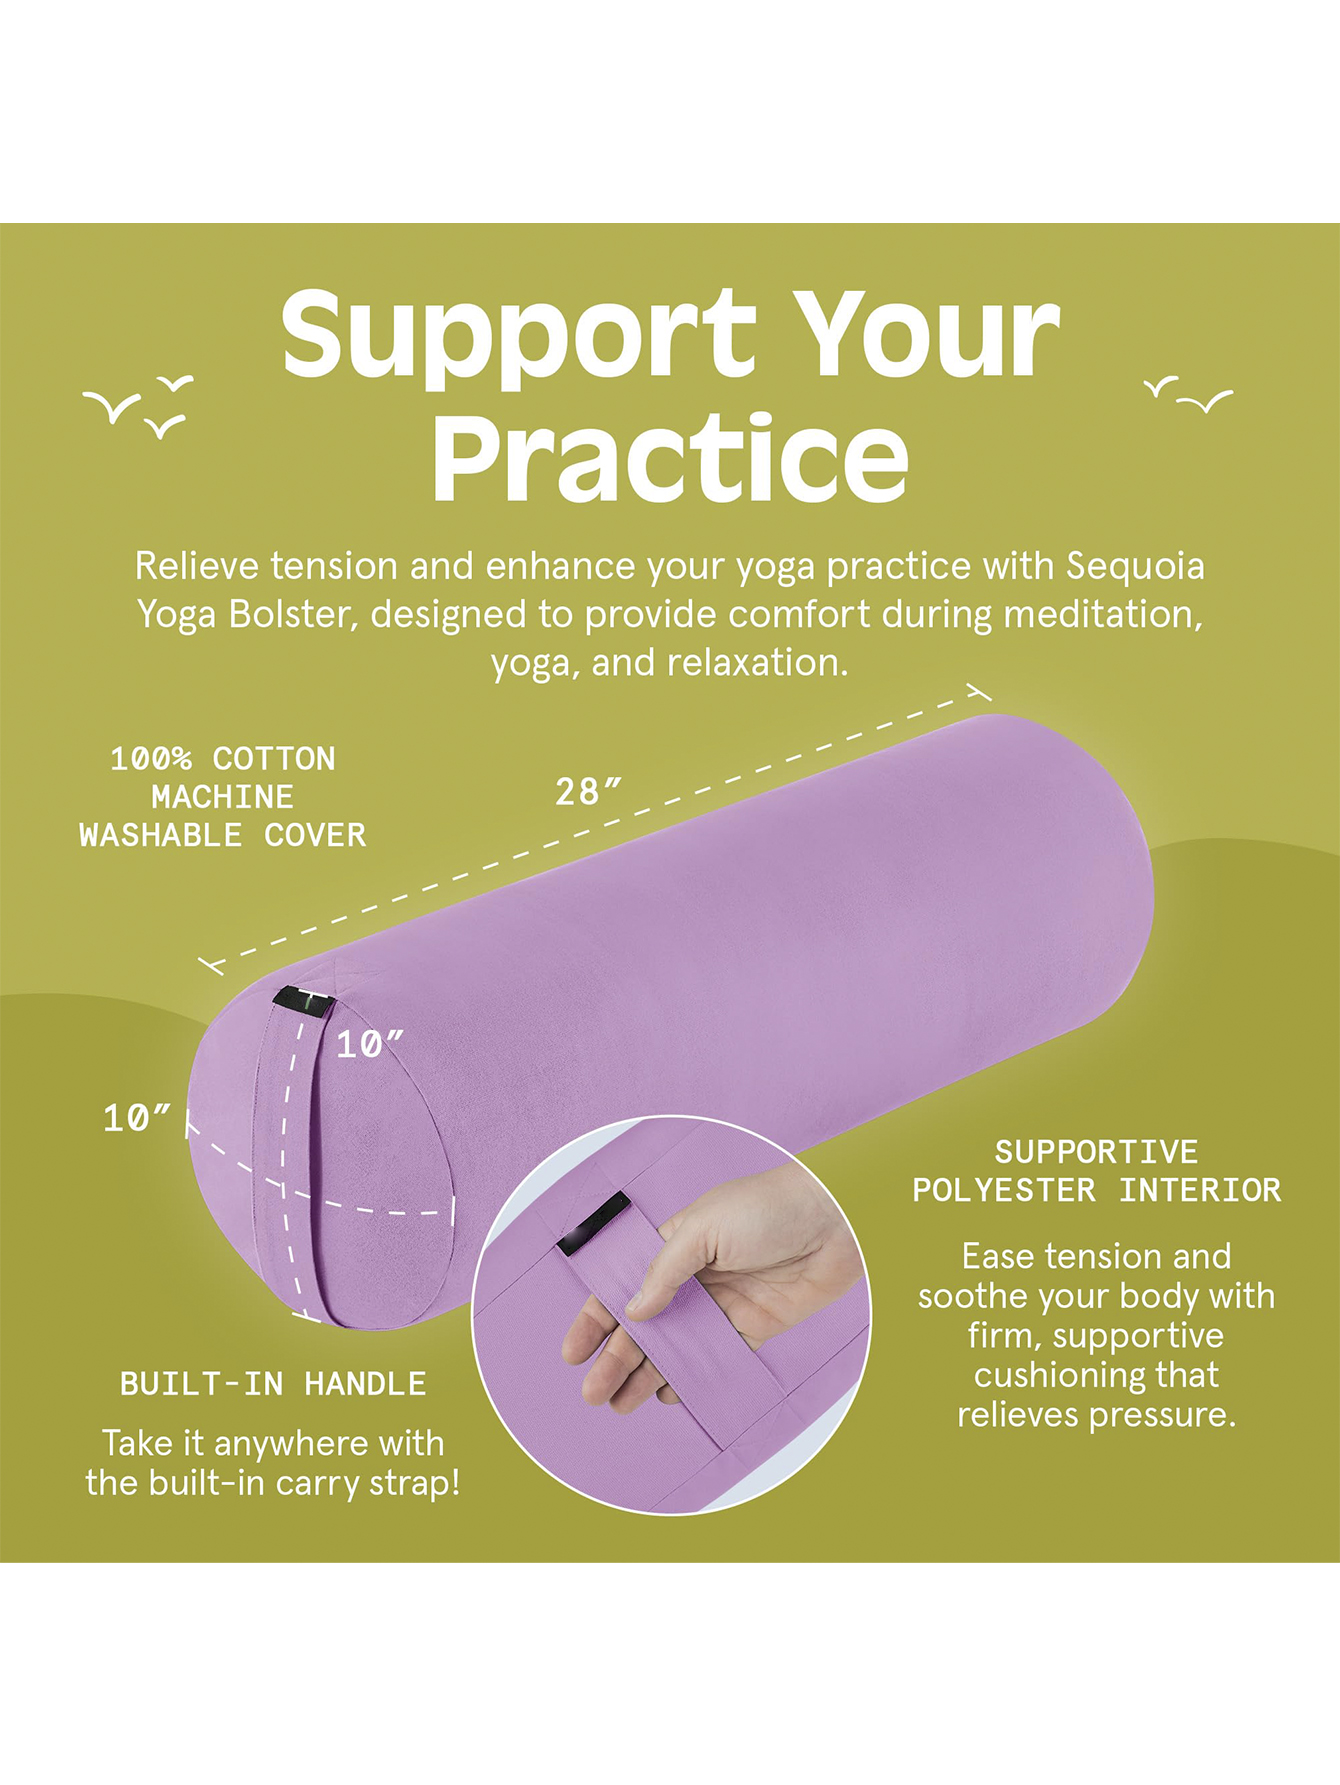 Support Your
Practice
Relieve tension and enhance your yoga practice with Sequoia
Yoga Bolster, designed to provide comfort during meditation,
yoga, and relaxation.
100% COTTON
MACHINE
WASHABLE COVER
28″
10″
10″
SUPPORTIVE
POLYESTER INTERIOR
Ease tension and
soothe your body with
firm, supportive
cushioning that
relieves pressure.
BUILT-IN HANDLE
Take it anywhere with
the built-in carry strap!